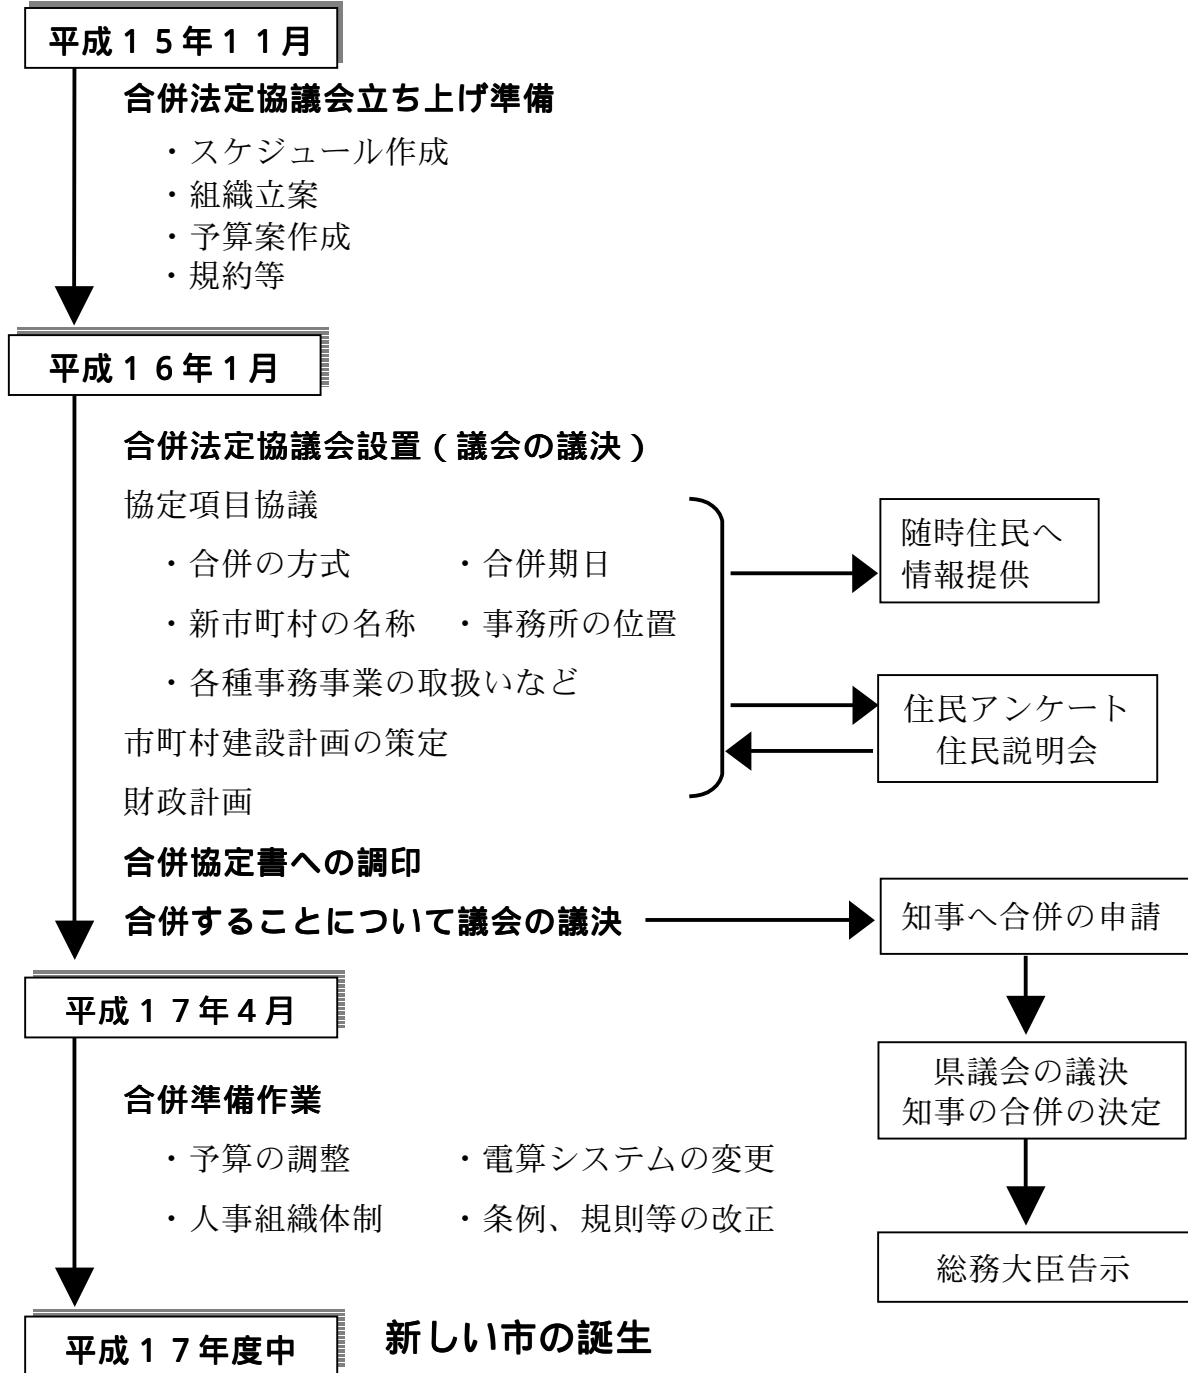 平成１５年１１月
合併法定協議会立ち上げ準備
・スケジュール作成
・組織立案
・予算案作成
・規約等
平成１６年１月
合併法定協議会設置（議会の議決）
協定項目協議
・合併の方式　・合併期日
・新市町村の名称　・事務所の位置
・各種事務事業の取扱いなど
市町村建設計画の策定
財政計画
随時住民へ
情報提供
住民アンケート
住民説明会
合併協定書への調印
合併することについて議会の議決
知事へ合併の申請
県議会の議決
知事の合併の決定
総務大臣告示
平成１７年４月
合併準備作業
・予算の調整　・電算システムの変更
・人事組織体制　・条例、規則等の改正
平成１７年度中
新しい市の誕生